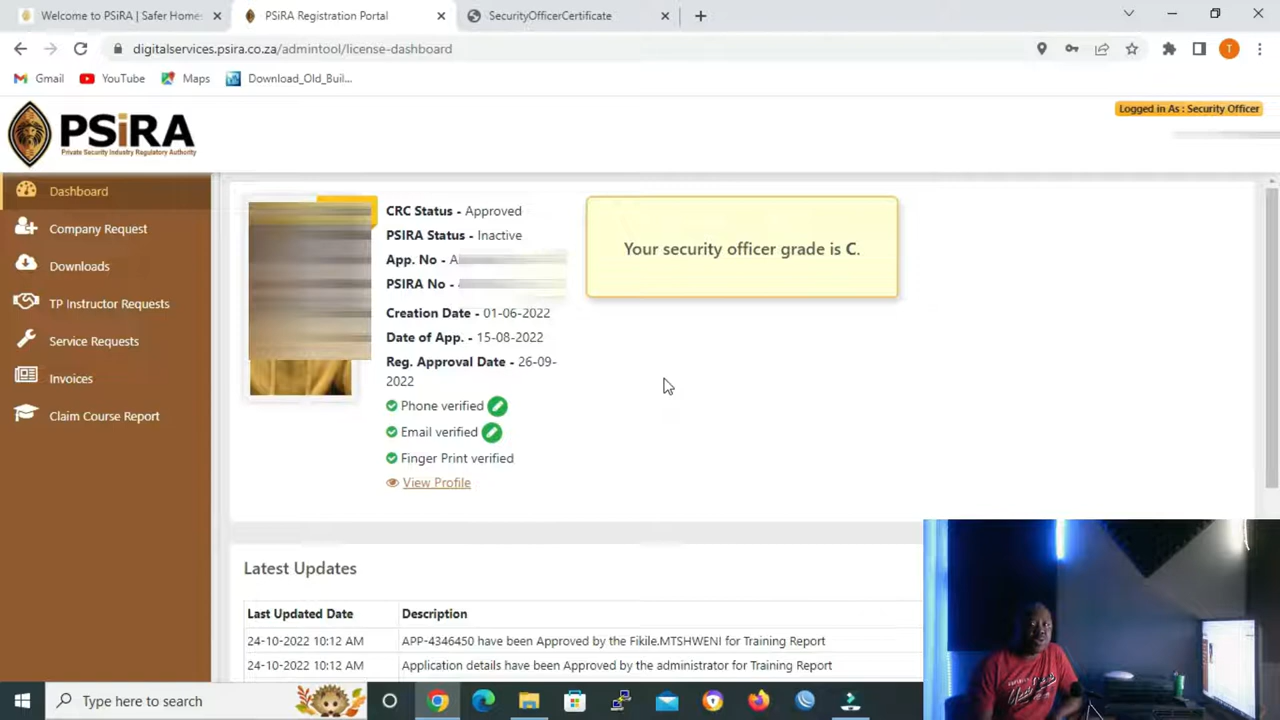 Welcome to PSiRA | Safer Home
PSiRA Registration Portal
SecurityOfficerCertificate
digitalservices.psira.co.za/admintool/license-dashboard
T
Gmail
YouTube
Maps
Download_Old_Buil...
PSiRA
Private Security Industry Regulatory Authority
Logged in As : Security Officer
Dashboard
Company Request
Downloads
TP Instructor Requests
Service Requests
Invoices
Claim Course Report
CRC Status - Approved
PSIRA Status - Inactive
App. No - A
PSIRA No -
Creation Date - 01-06-2022
Date of App. - 15-08-2022
Reg. Approval Date - 26-09-
2022
Phone verified
Email verified
Finger Print verified
View Profile
Your security officer grade is C.
Latest Updates
Last Updated Date Description
24-10-2022 10:12 AM APP-4346450 have been Approved by the Fikile.MTSHWENI for Training Report
24-10-2022 10:12 AM Application details have been Approved by the administrator for Training Report
Type here to search